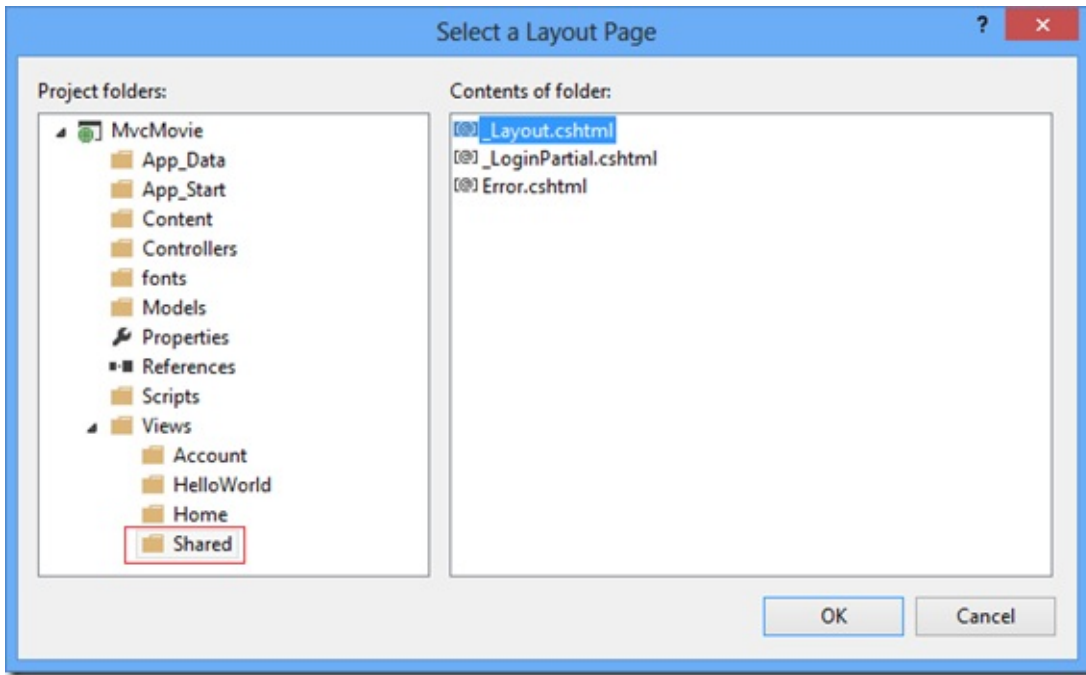 Select a Layout Page
?
Project folders:
MvcMovie
App_Data
App_Start
Content
Controllers
fonts
Models
Properties
References
Scripts
Views
Account
HelloWorld
Home
Shared
Contents of folder:
[@] _Layout.cshtml
[@] _LoginPartial.cshtml
[@] Error.cshtml
OK
Cancel